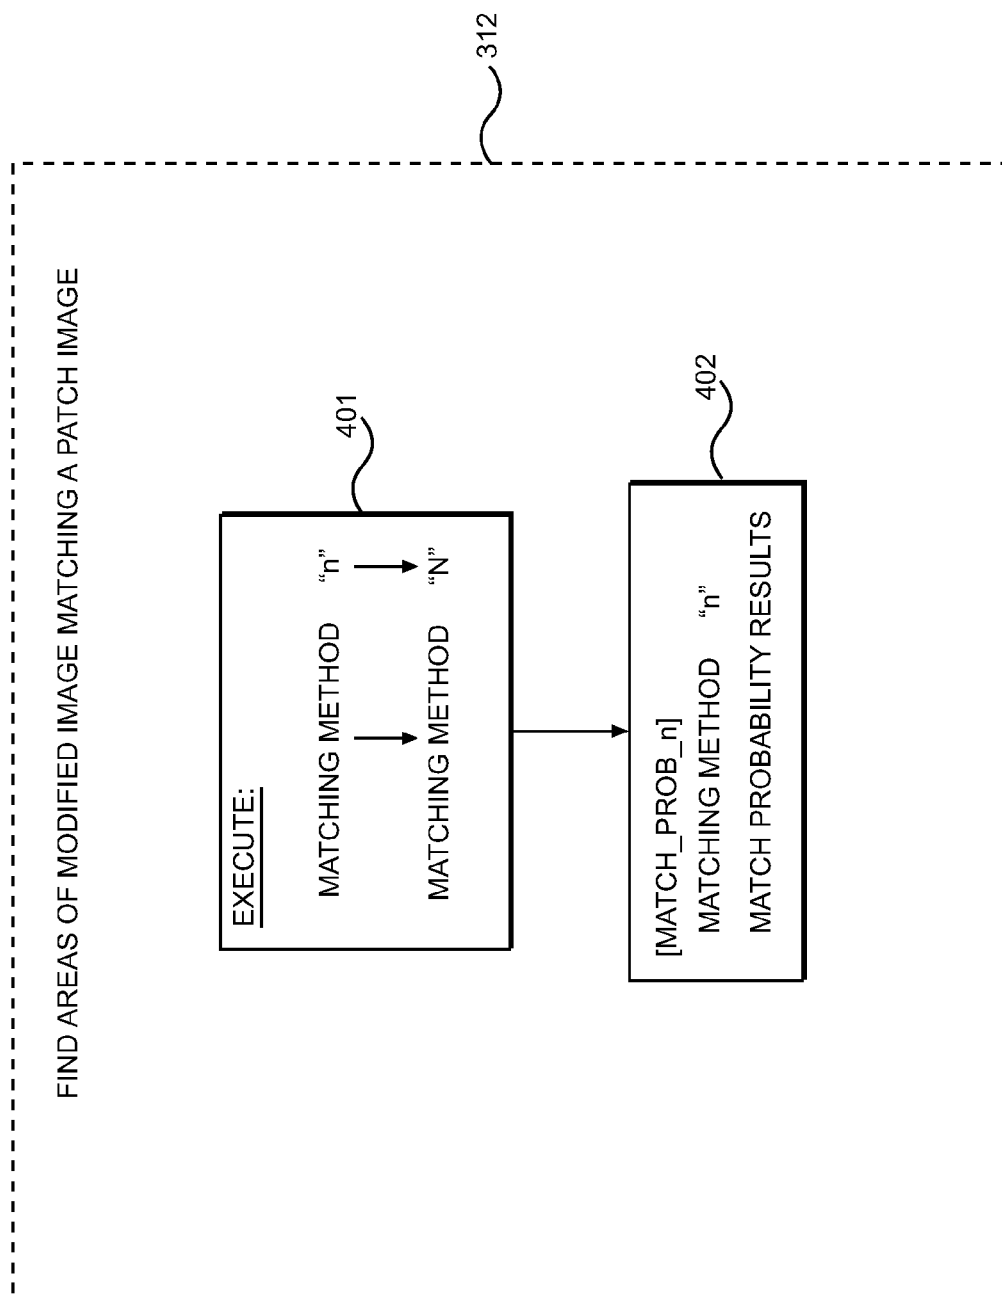 FIND AREAS OF MODIFIED IMAGE MATCHING A PATCH IMAGE
312
401
EXECUTE:
MATCHING METHOD “n”
MATCHING METHOD “N”
402
[MATCH_PROB_n]
MATCHING METHOD “n”
MATCH PROBABILITY RESULTS